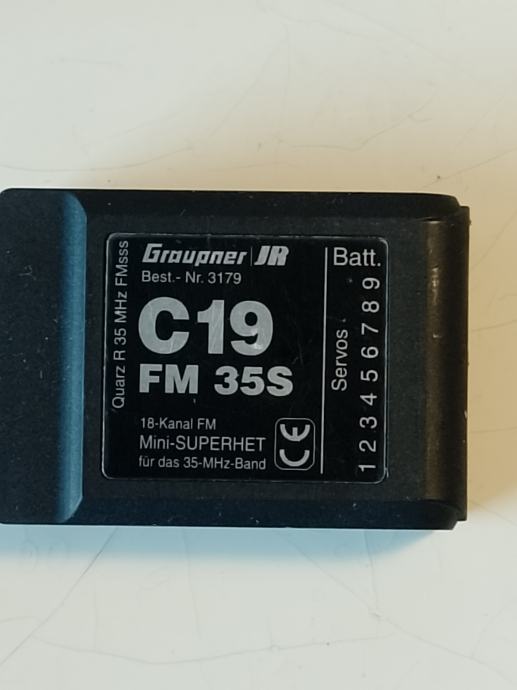 Graupner JR
Best.- Nr. 3179
C19
FM 35S
18-Kanal FM
Mini-SUPERHET
für das 35-MHz-Band
CE
Quarz R 35 MHz FMsss
Batt.
Servos
1 2 3 4 5 6 7 8 9